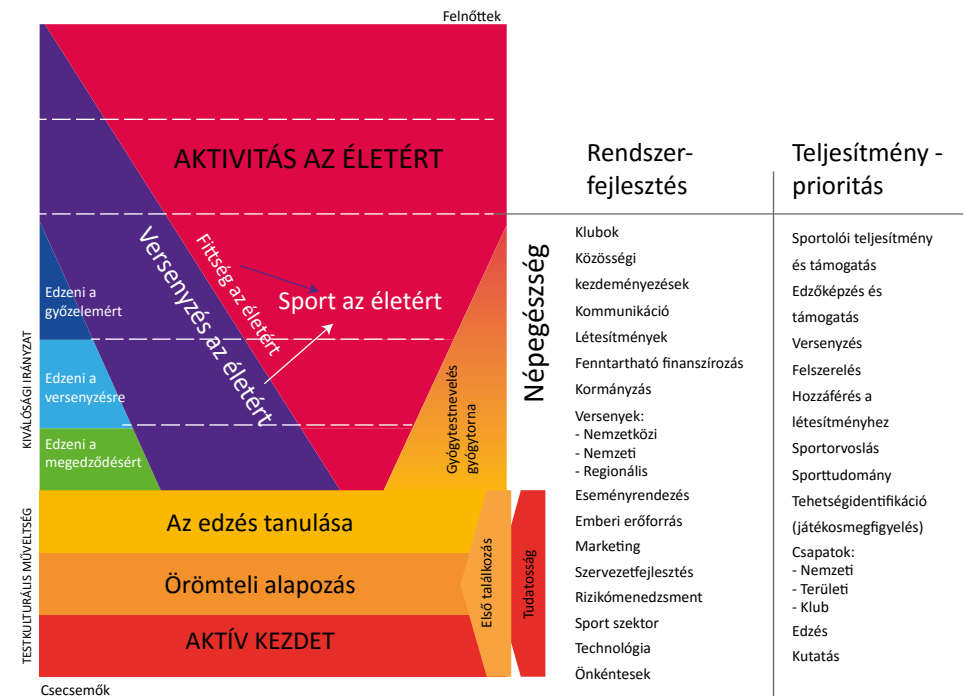 Felnőttek
AKTIVITÁS AZ ÉLETÉRT
Fittség az életért
Versenyzés az életért
Sport az életért
Edzeni a
győzelemért
Edzeni a
versenyzésre
Edzeni a
megedződésért
KIVÁLÓSÁGI IRÁNYZAT
Gyógytestnevelés
gyógytorna
Népegészség
Az edzés tanulása
Örömteli alapozás
AKTÍV KEZDET
TESTKULTURÁLIS MŰVELTSÉG
Első találkozás
Tudatosság
Csecsemők
Rendszer-
fejlesztés
Klubok
Közösségi
kezdeményezések
Kommunikáció
Létesítmények
Fenntartható finanszírozás
Kormányzás
Versenyek:
- Nemzetközi
- Nemzeti
- Regionális
Eseményrendezés
Emberi erőforrás
Marketing
Szervezetfejlesztés
Rizikómenedzsment
Sport szektor
Technológia
Önkéntesek
Teljesítmény -
prioritás
Sportolói teljesítmény
és támogatás
Edzőképzés és
támogatás
Versenyzés
Felszerelés
Hozzáférés a
létesítményhez
Sportorvoslás
Sporttudomány
Tehetségidentifikáció
(játékosmegfigyelés)
Csapatok:
- Nemzeti
- Területi
- Klub
Edzés
Kutatás